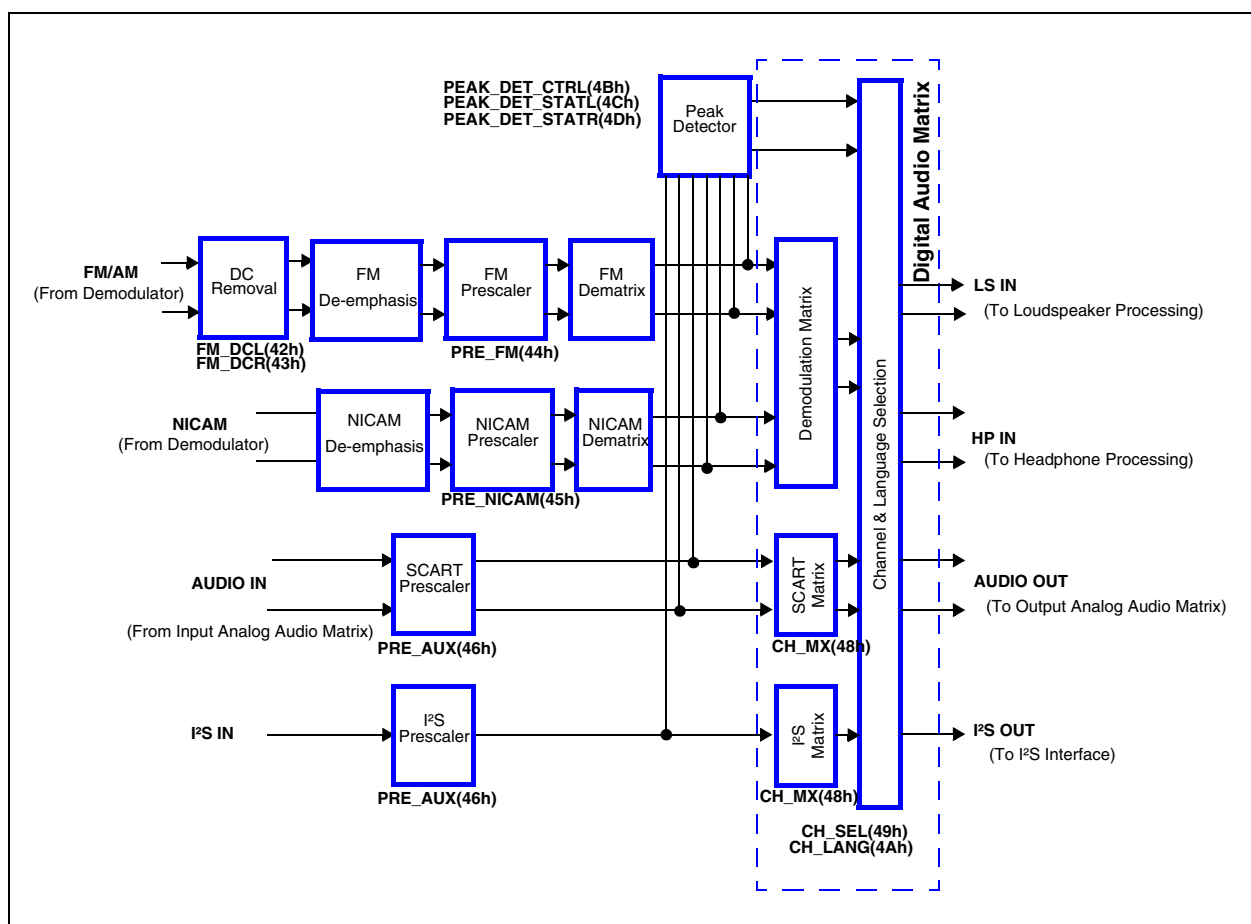 PEAK_DET_CTRL(4Bh)
PEAK_DET_STATL(4Ch)
PEAK_DET_STATR(4Dh)
Peak
Detector
Digital Audio Matrix
FM/AM
(From Demodulator)
DC
Removal
FM_DCL(42h)
FM_DCR(43h)
FM
De-emphasis
FM
Prescaler
PRE_FM(44h)
FM
Dematrix
Demodulation Matrix
Channel & Language Selection
LS IN
(To Loudspeaker Processing)
NICAM
(From Demodulator)
NICAM
De-emphasis
NICAM
Prescaler
PRE_NICAM(45h)
NICAM
Dematrix
HP IN
(To Headphone Processing)
AUDIO IN
(From Input Analog Audio Matrix)
SCART
Prescaler
PRE_AUX(46h)
SCART
Matrix
CH_MX(48h)
AUDIO OUT
(To Output Analog Audio Matrix)
I²S IN
I²S
Prescaler
PRE_AUX(46h)
I²S
Matrix
CH_MX(48h)
I²S OUT
(To I²S Interface)
CH_SEL(49h)
CH_LANG(4Ah)